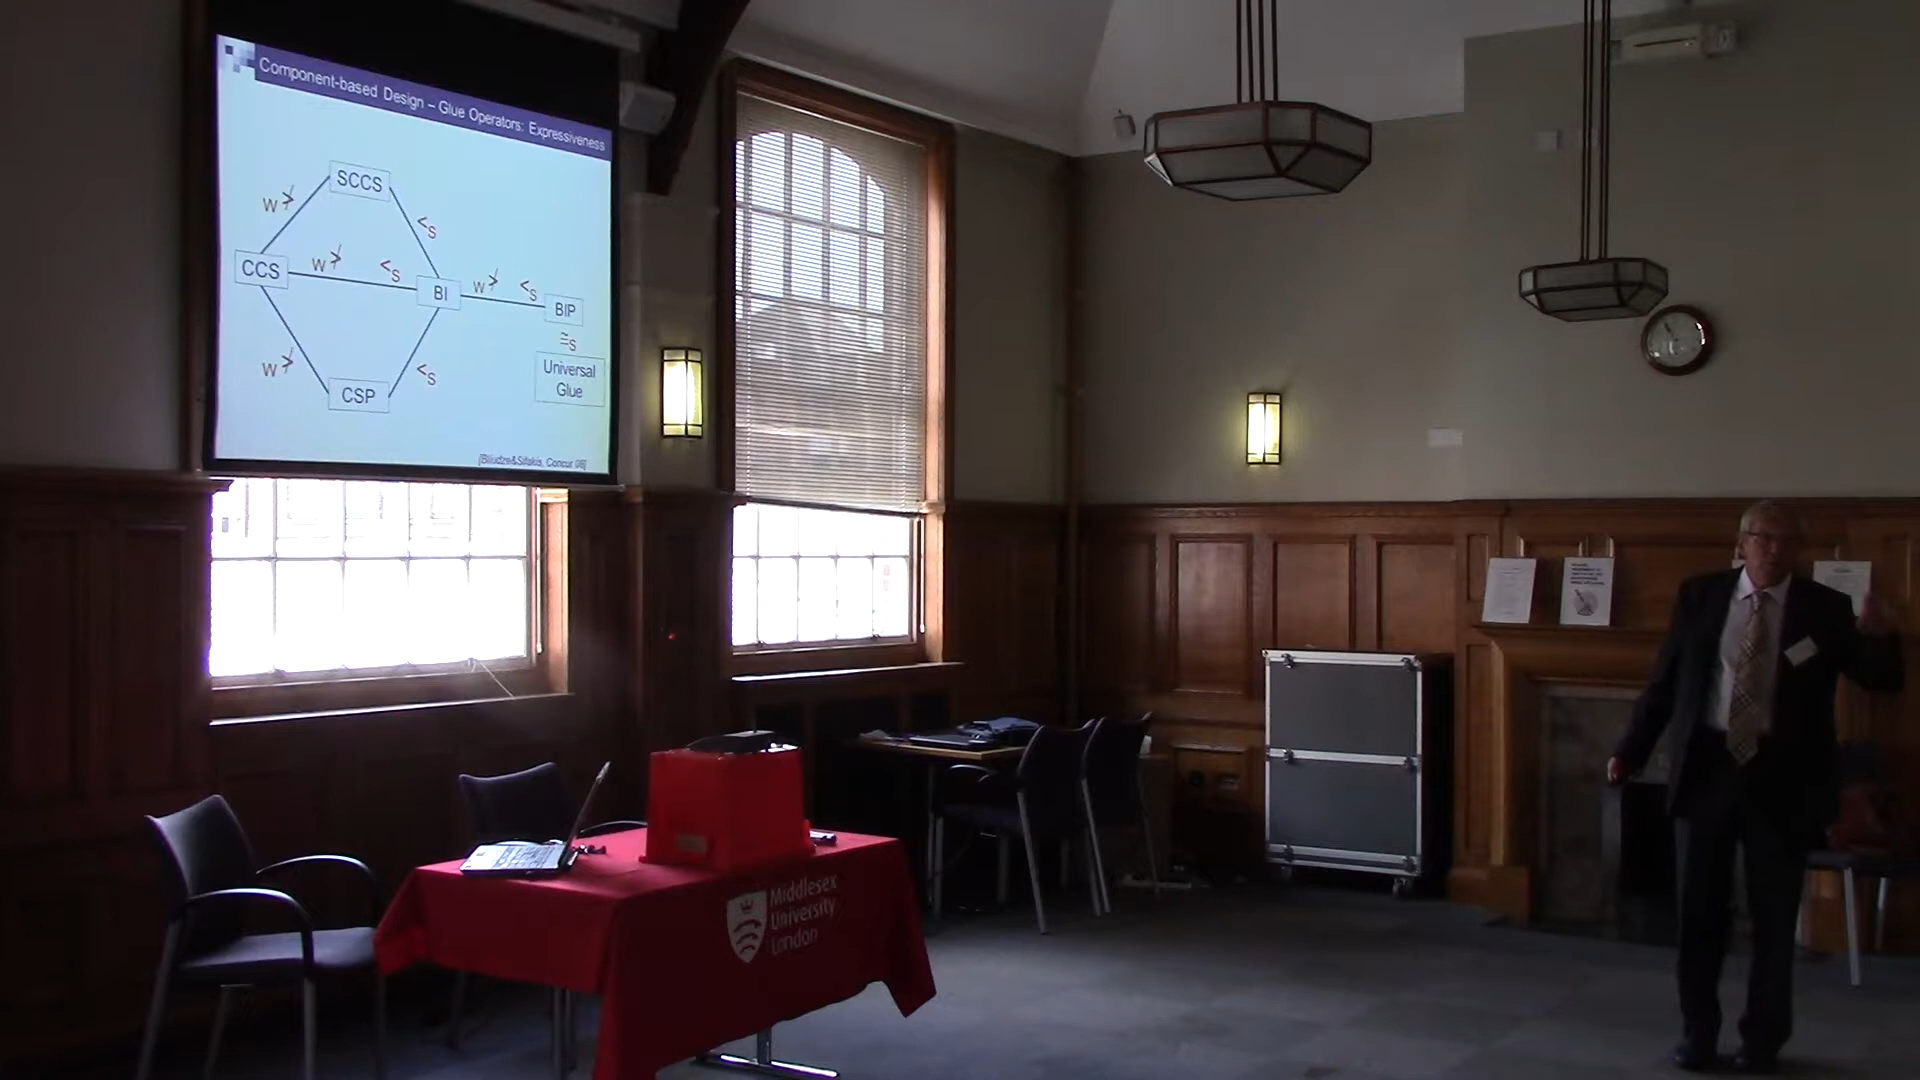 Component-based Design – Glue Operators: Expressiveness
SCCS
W ≯
<S
CCS
W ≯
<S
BI
W ≯
<S
BIP
≅S
Universal
Glue
W ≯
<S
CSP
[Bliudze&Sifakis, Concur 08]
Middlesex
University
London